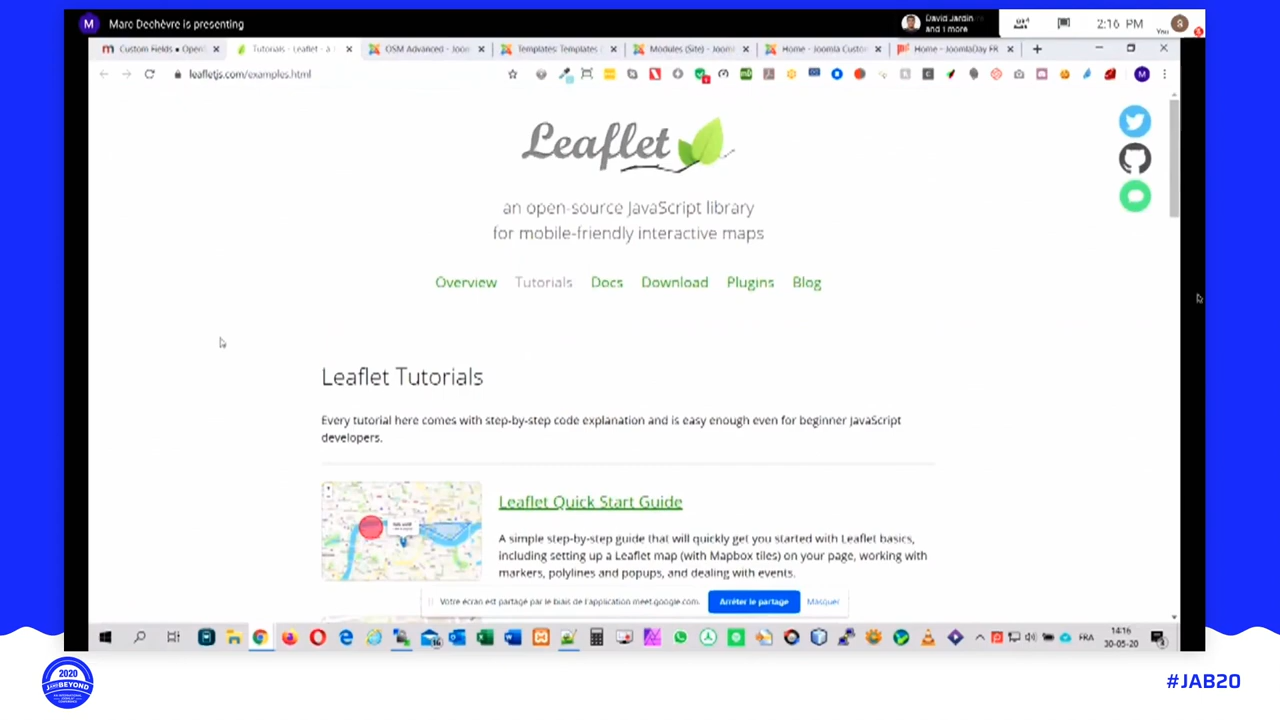 M Marc Dechèvre is presenting
David Jardin
and 1 more
2:16 PM
You
S
Custom Fields • Open
Tutorials - Leaflet - a
OSM Advanced - Joom
Templates: Templates (
Modules (Site) - Joom
Home - Joomla Custo
Home - JoomlaDay FR
leafletjs.com/examples.html
M
Leaflet
an open-source JavaScript library
for mobile-friendly interactive maps
Overview Tutorials Docs Download Plugins Blog
Leaflet Tutorials
Every tutorial here comes with step-by-step code explanation and is easy enough even for beginner JavaScript
developers.
Leaflet Quick Start Guide
A simple step-by-step guide that will quickly get you started with Leaflet basics,
including setting up a Leaflet map (with Mapbox tiles) on your page, working with
markers, polylines and popups, and dealing with events.
Votre écran est partagé par le biais de l'application meet.google.com. Arrêter le partage Masquer
FRA
14:16
30-05-20
2020
JANDBEYOND
#JAB20